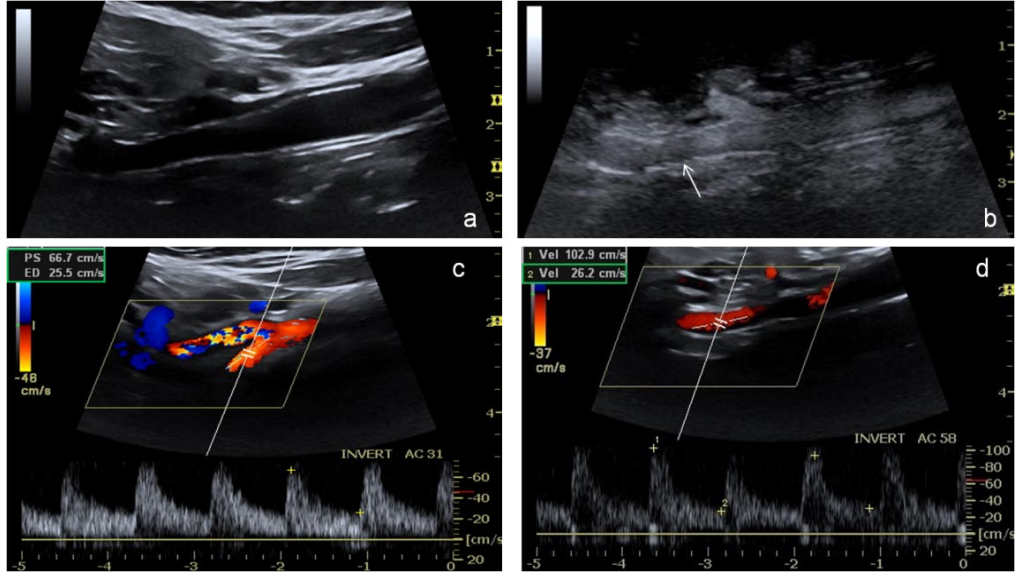 1
2
3
a
1
2
3
b
PS 66.7 cm/s
ED 25.5 cm/s
c
2
-48
cm/s
4
INVERT AC 31
-60
-40
-20
[cm/s
20
-5 -4 -3 -2 -1 0
1 Vel 102.9 cm/s
2 Vel 26.2 cm/s
d
2
-37
cm/s
4
INVERT AC 58
1
2
-100
-80
-60
-40
-20
[cm/s
20
-5 -4 -3 -2 -1 0